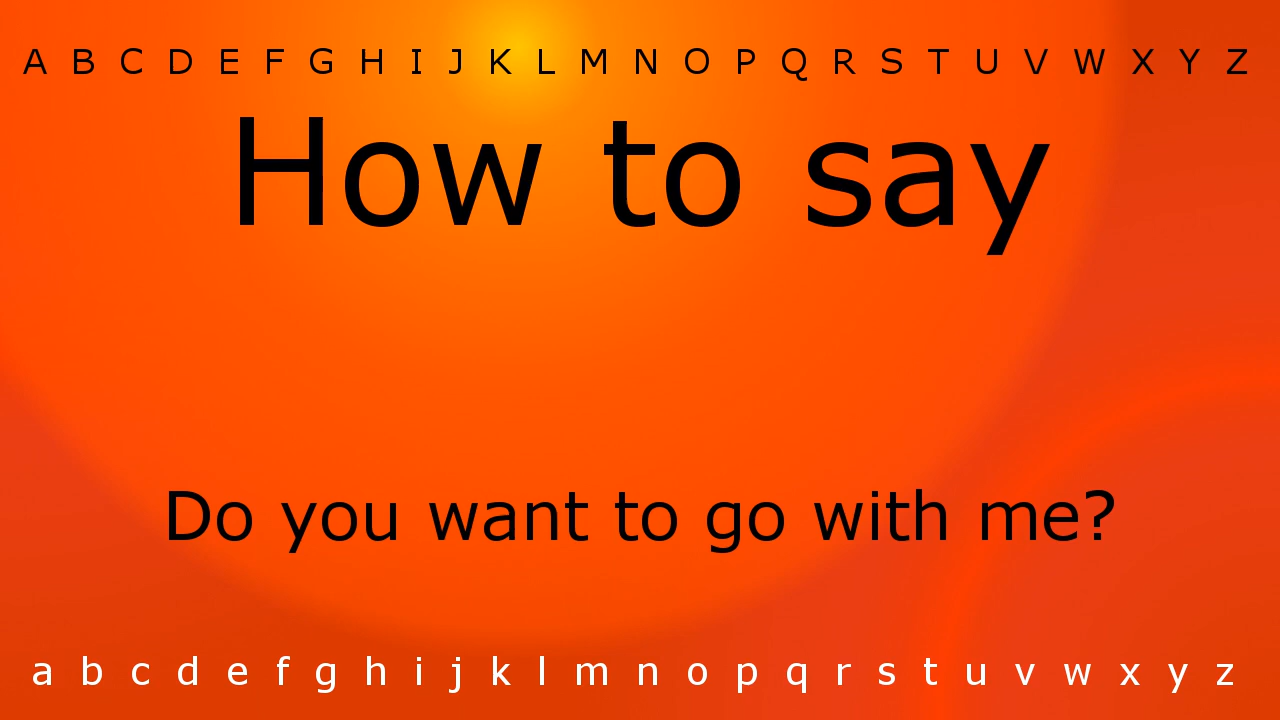 A B C D E F G H I J K L M N O P Q R S T U V W X Y Z
How to say
Do you want to go with me?
a b c d e f g h i j k l m n o p q r s t u v w x y z